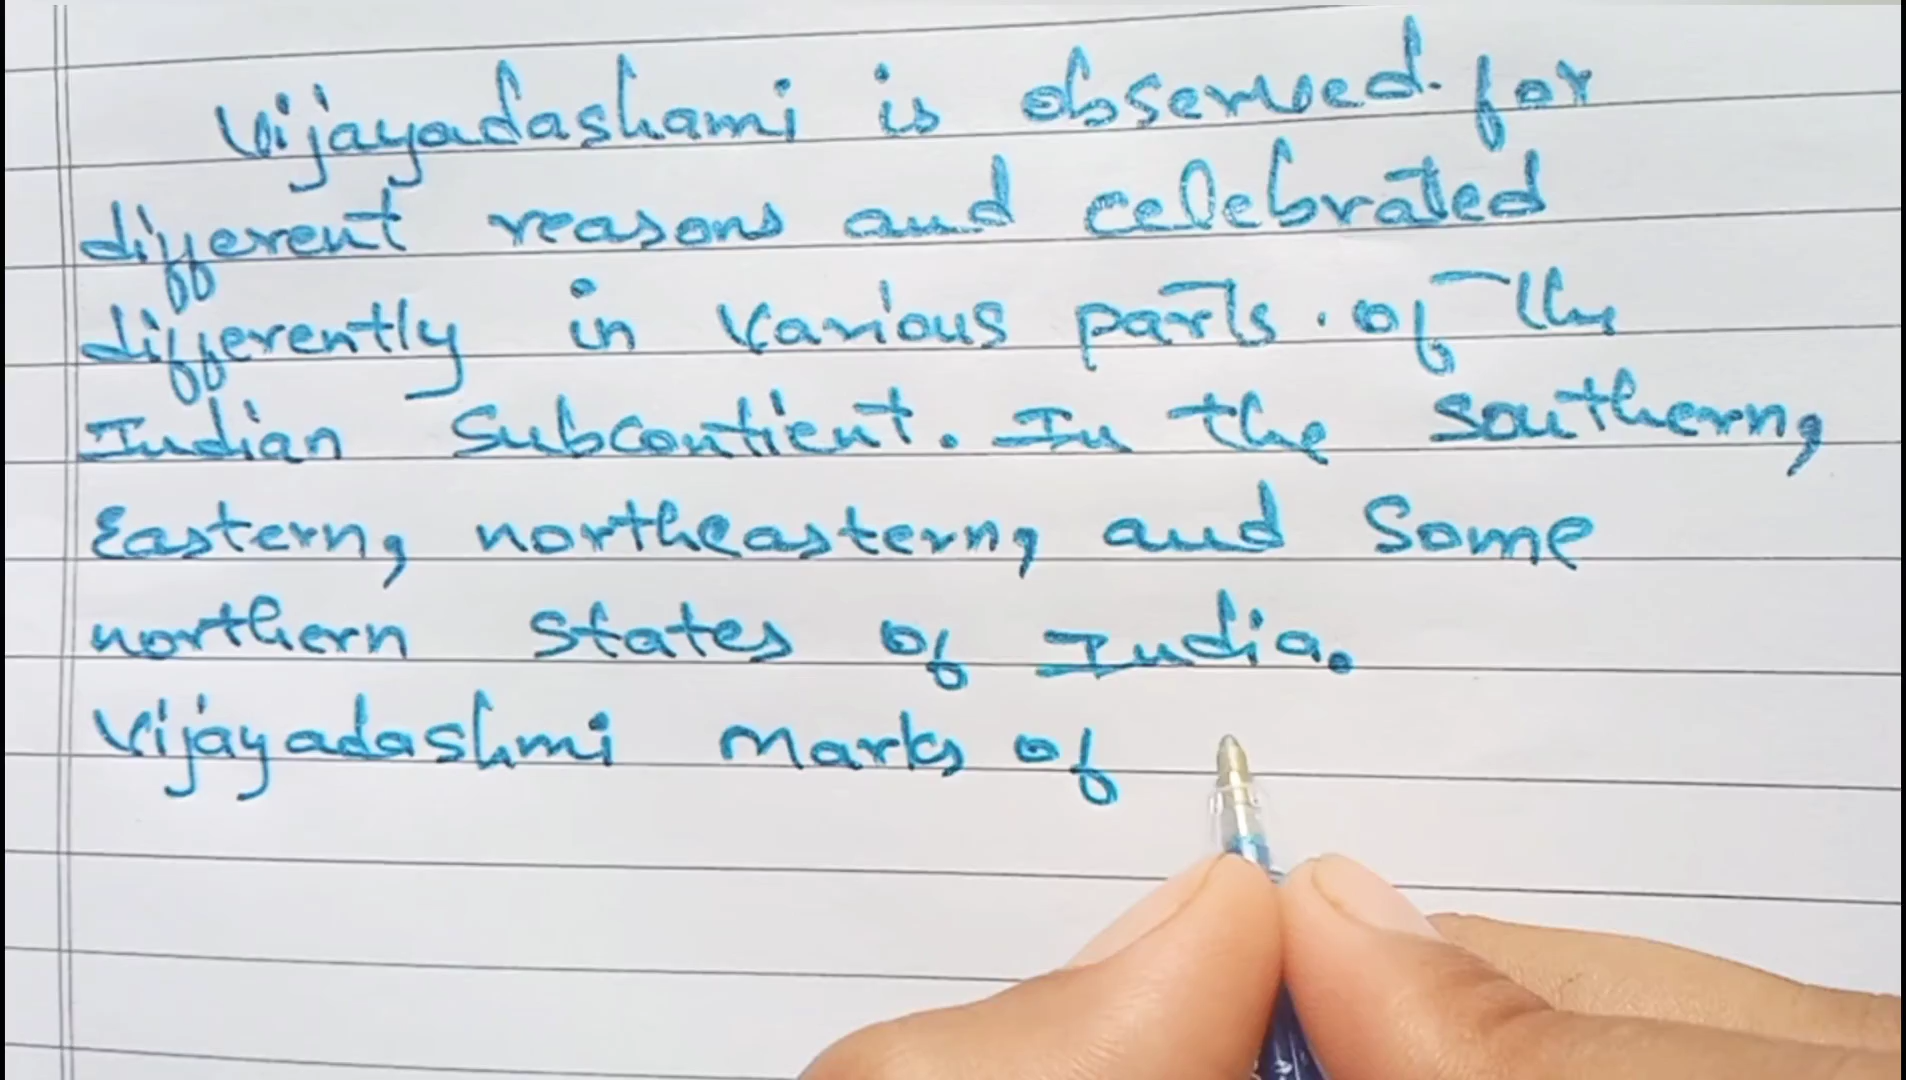 Vijayadashami is observed for
different reasons and celebrated
differently in various parts. of the
Indian Subcontient. In the southern,
Eastern, northeastern, and Some
northern States of India.
Vijayadashmi marks of